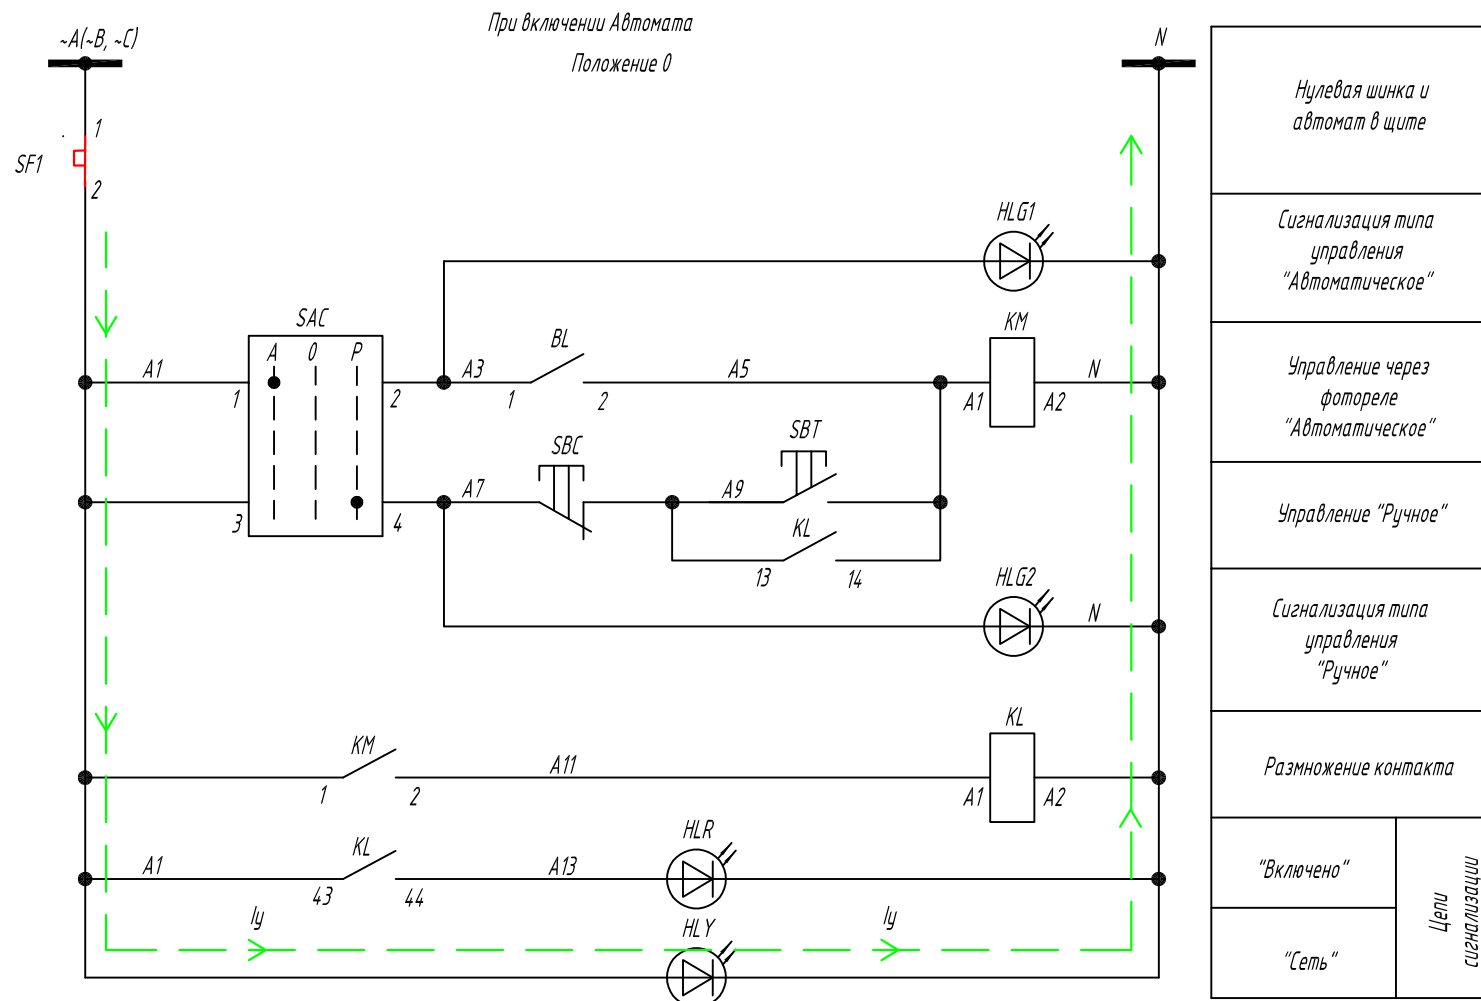 При включении Автомата
Положение 0
~A(~B, ~C)
N
1
SF1
2
Нулевая шинка и
автомат в щите
HLG1
Сигнализация типа
управления
"Автоматическое"
SAC
A 0 P
A1
1
2
A3
BL
1
2
A5
KM
A1
A2
N
Управление через
фотореле
"Автоматическое"
3
4
A7
SBC
A9
SBT
KL
13
14
Управление "Ручное"
HLG2
N
Сигнализация типа
управления
"Ручное"
KM
1
2
A11
KL
A1
A2
Размножение контакта
A1
KL
43
44
A13
HLR
"Включено"
Iу
HLY
Iу
"Сеть"
Цепи
сигнализации